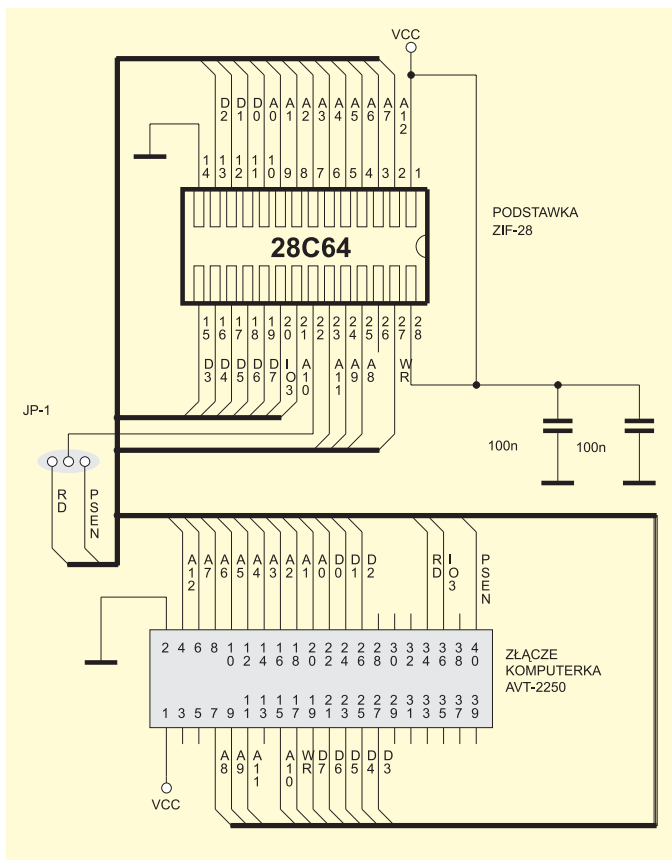 VCC
D2 D1 D0 A0 A1 A2 A3 A4 A5 A6 A7 A12
14 13 12 11 10 9 8 7 6 5 4 3 2 1
28C64
PODSTAWKA
ZIF-28
15 16 17 18 19 20 21 22 23 24 25 26 27 28
D3 D4 D5 D6 D7 IO3 A10 A11 A9 A8 WR
JP-1
100n
100n
RD PSEN
A12 A7 A6 A5 A4 A3 A2 A1 A0 D0 D1 D2 RD IO3 PSEN
2 4 6 8 10 12 14 16 18 20 22 24 26 28 30 32 34 36 38 40
ZŁĄCZE
KOMPUTERKA
AVT-2250
1 3 5 7 9 11 13 15 17 19 21 23 25 27 29 31 33 35 37 39
A8 A9 A11 A10 WR D7 D6 D5 D4 D3
VCC